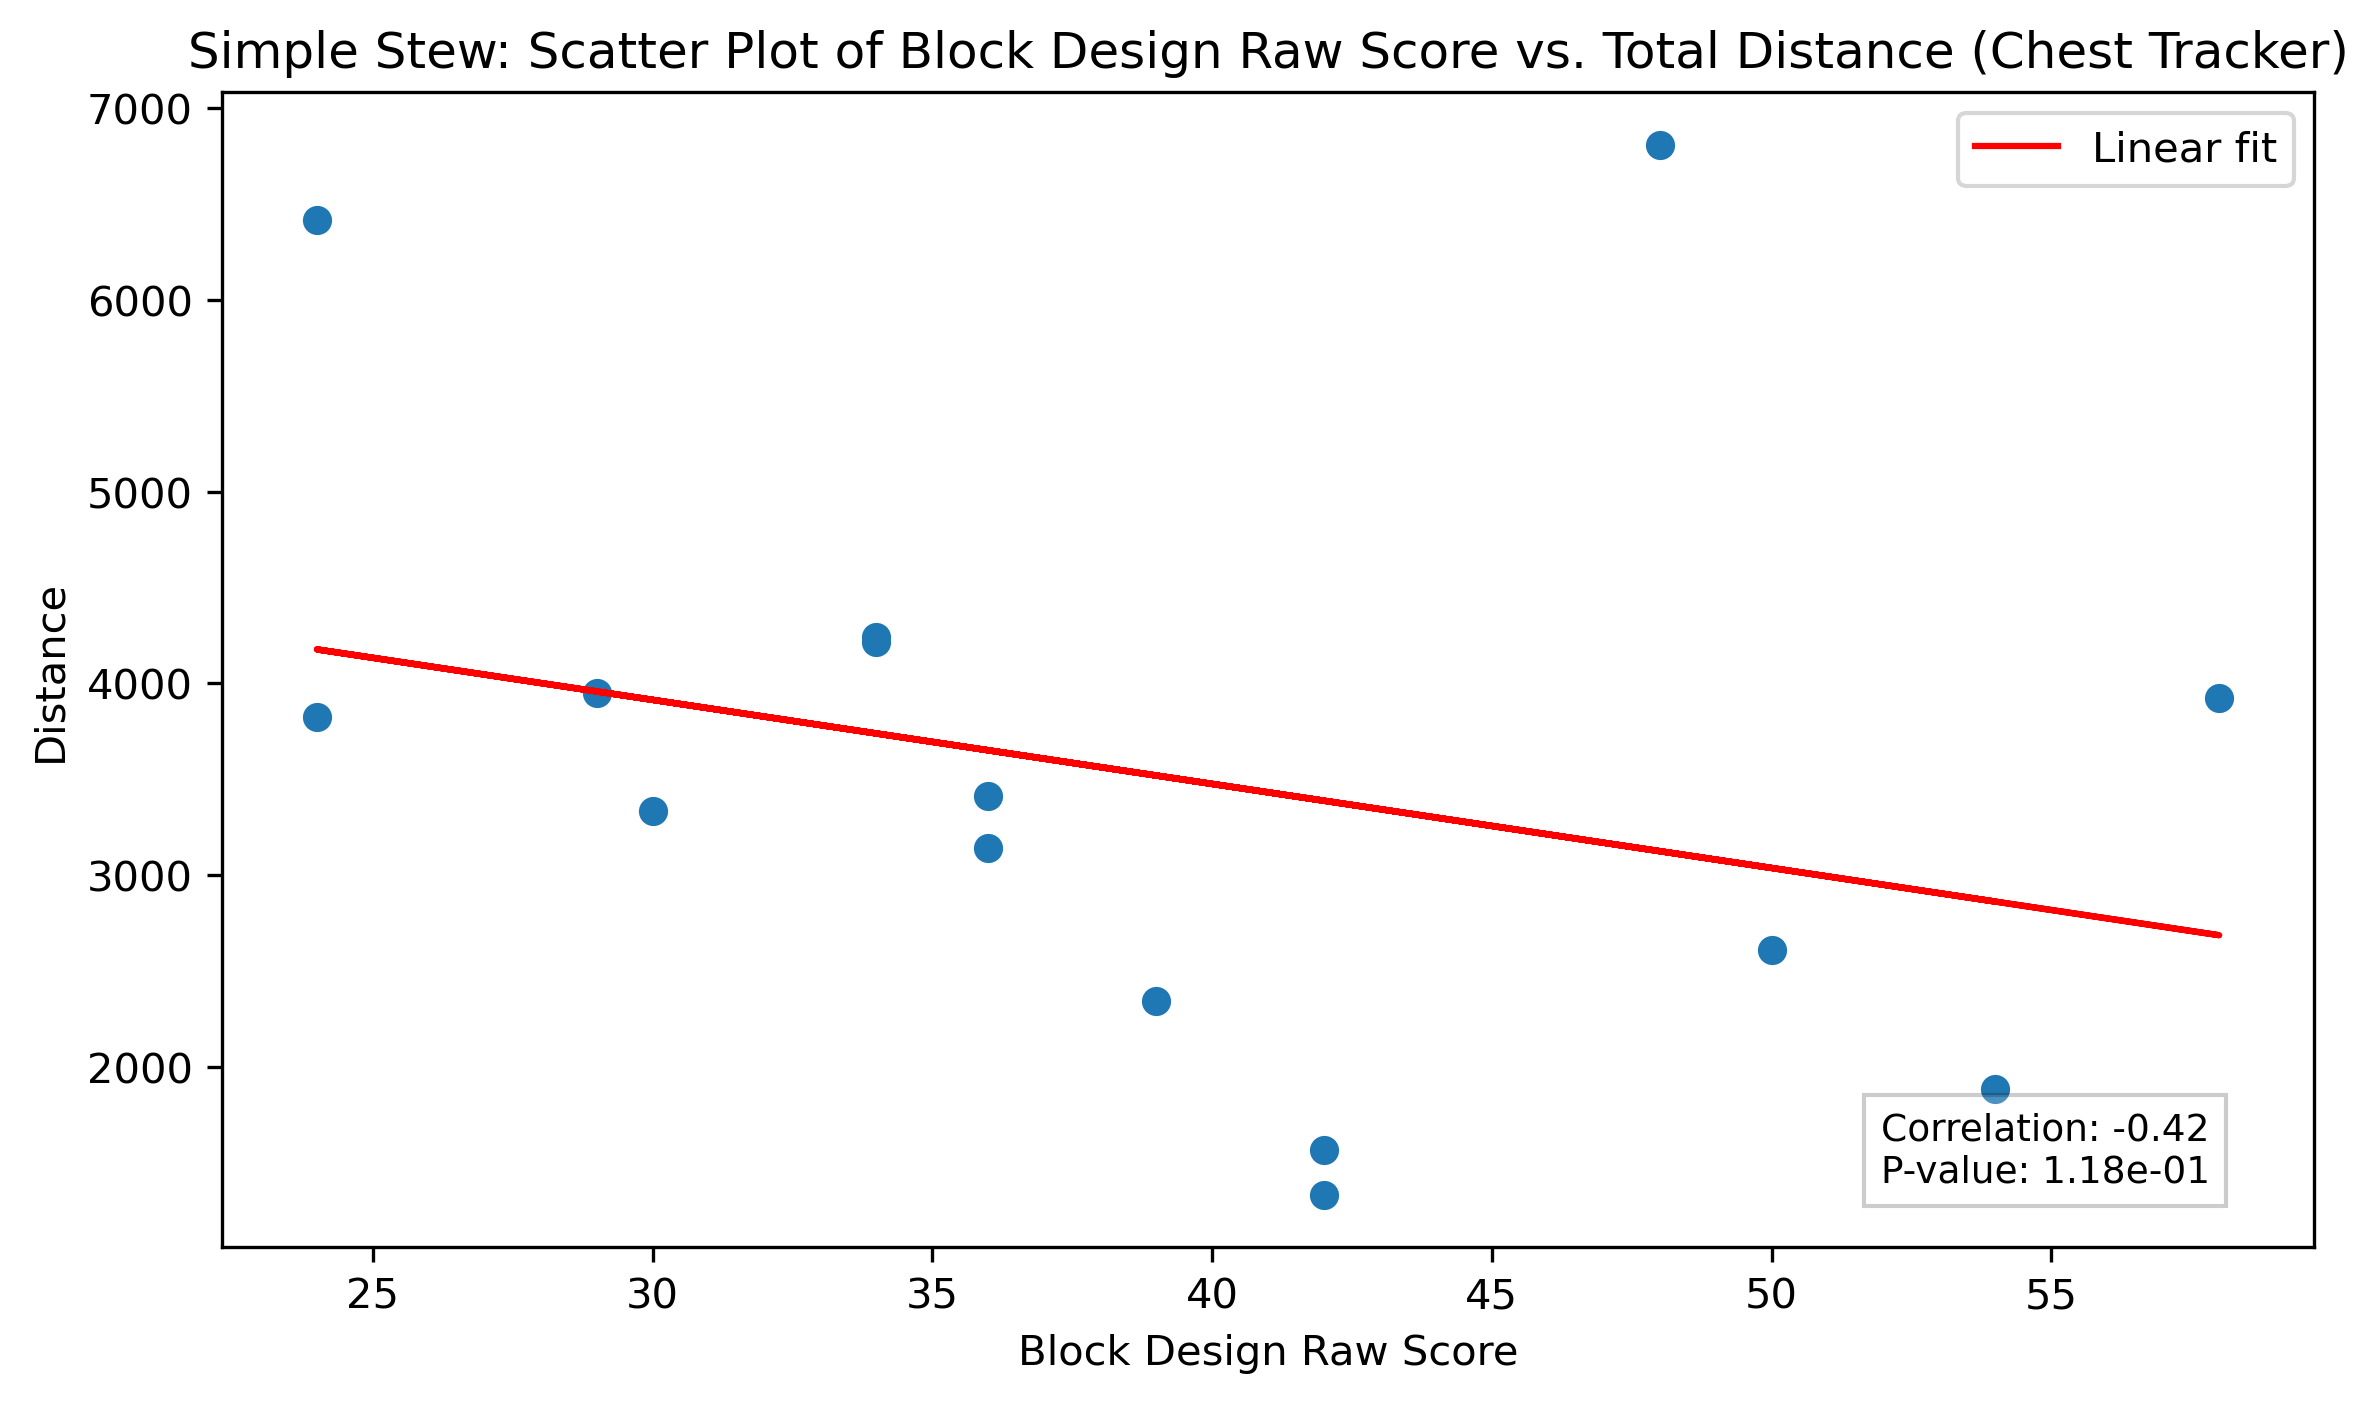 Simple Stew: Scatter Plot of Block Design Raw Score vs. Total Distance (Chest Tracker)
Linear fit
7000
6000
5000
4000
3000
2000
Distance
Correlation: -0.42
P-value: 1.18e-01
25 30 35 40 45 50 55
Block Design Raw Score